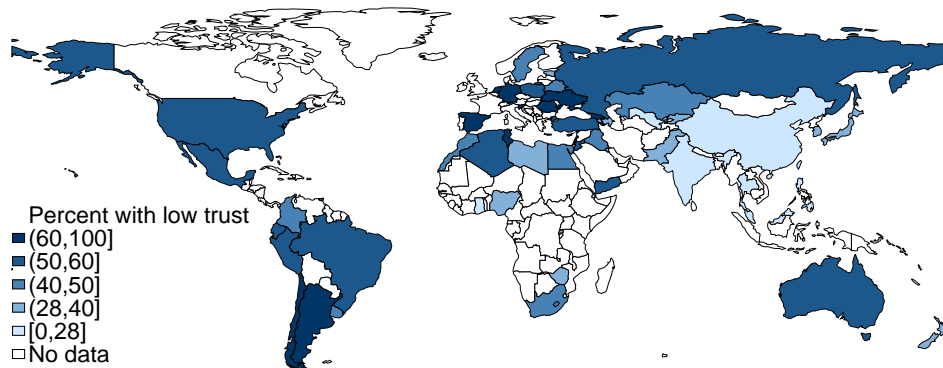 Percent with low trust
(60,100]
(50,60]
(40,50]
(28,40]
[0,28]
No data